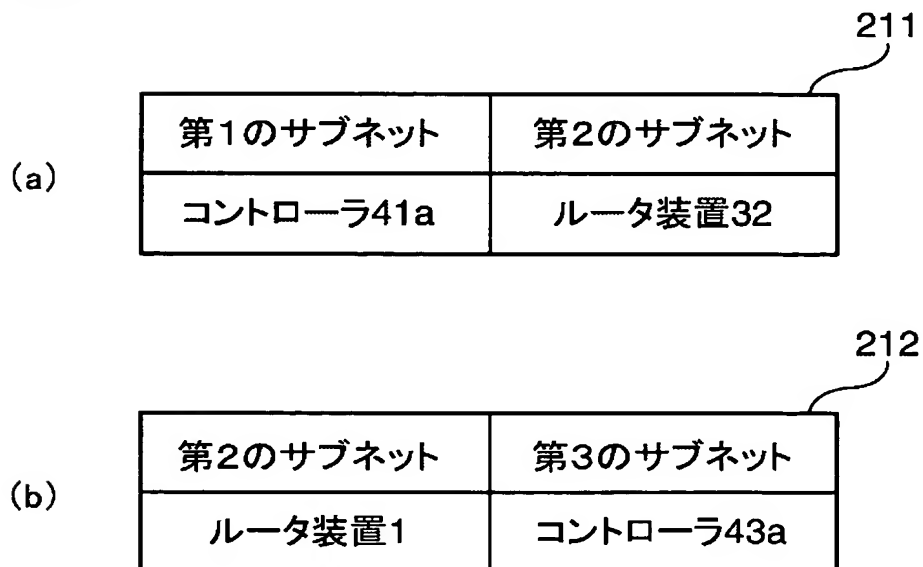 211
(a)
第1のサブネット 第2のサブネット
コントローラ41a ルータ装置32
212
(b)
第2のサブネット 第3のサブネット
ルータ装置1 コントローラ43a